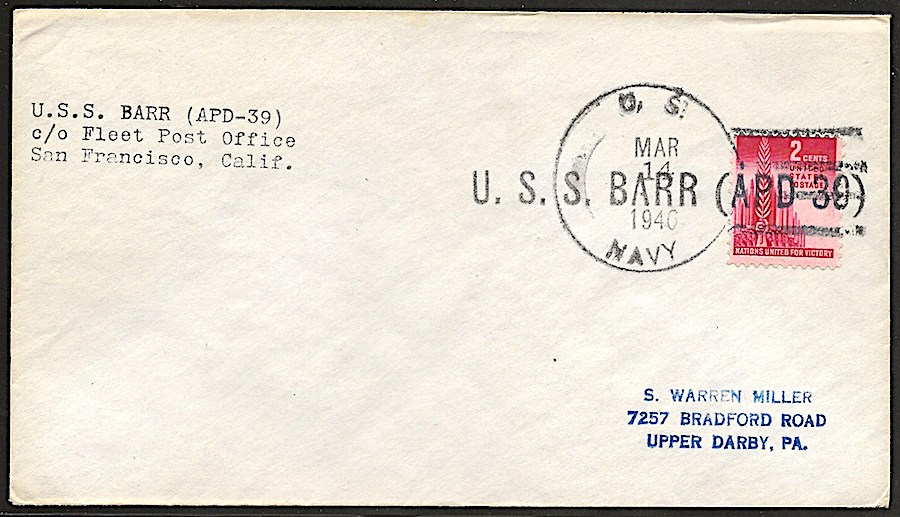 U.S.S. BARR (APD-39)
c/o Fleet Post Office
San Francisco, Calif.
U. S.
MAR
14
1940
NAVY
U. S. S. BARR (APD-39)
2 CENTS
UNITED
STATES
POSTAGE
NATIONS UNITED FOR VICTORY
S. WARREN MILLER
7257 BRADFORD ROAD
UPPER DARBY, PA.